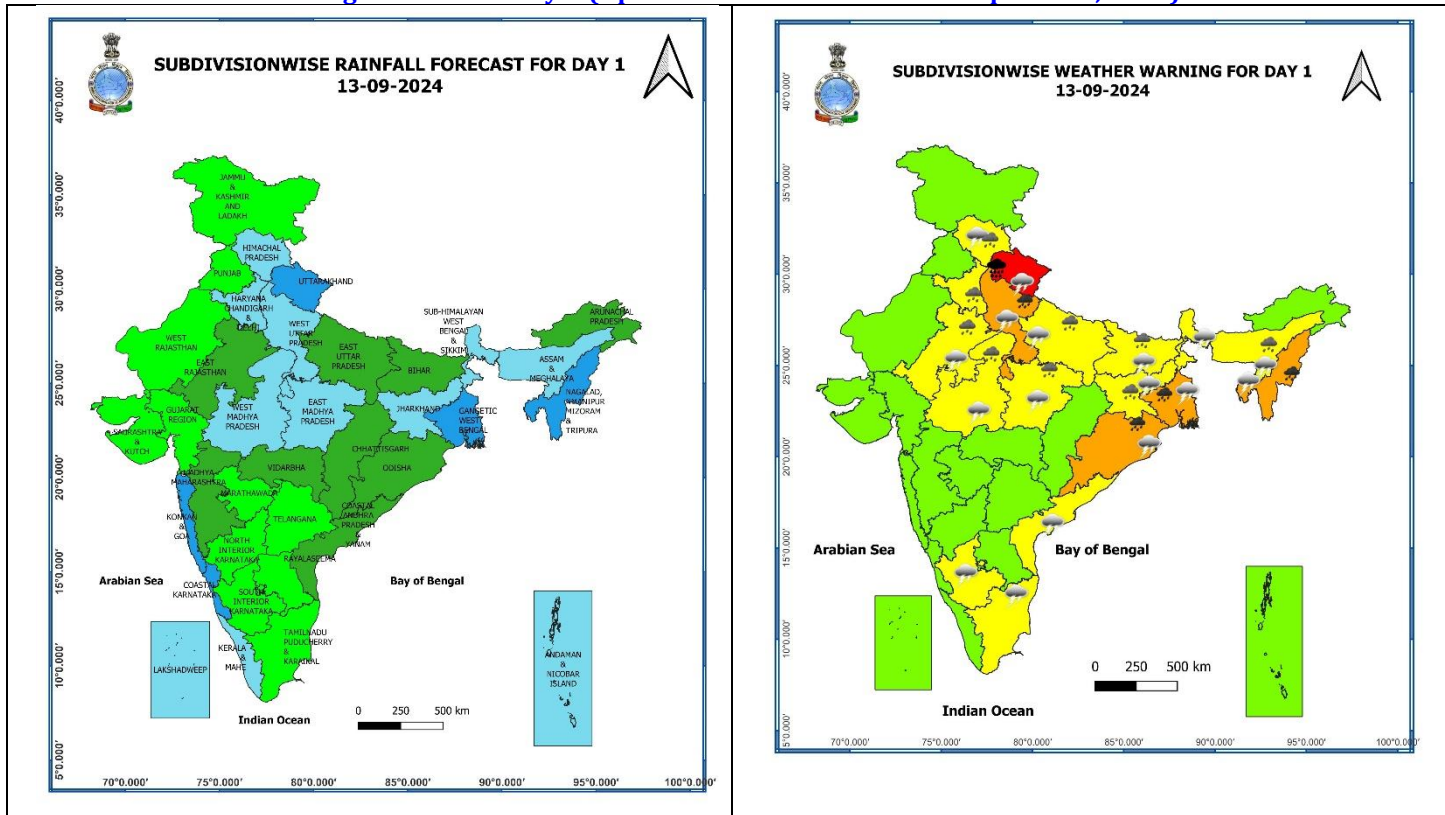 SUBDIVISIONWISE RAINFALL FORECAST FOR DAY 1
13-09-2024
40°0.000'
35°0.000'
30°0.000'
25°0.000'
20°0.000'
15°0.000'
10°0.000'
5°0.000'
JAMMU
&
KASHMIR
AND
LADAKH
HIMACHAL
PRADESH
PUNJAB
UTTARAKHAND
HARYANA
CHANDIGARH
&
DELHI
WEST
UTTAR
PRADESH
SUB-HIMALAYAN
WEST
BENGAL
&
SIKKIM
ARUNACHAL
PRADESH
WEST
RAJASTHAN
EAST
RAJASTHAN
EAST
UTTAR
PRADESH
BIHAR
ASSAM
&
MEGHALAYA
NAGALAD,
MANIPUR
MIZORAM
&
TRIPURA
GUJARAT
REGION
SAURASHTRA
&
KUTCH
WEST
MADHYA
PRADESH
EAST
MADHYA
PRADESH
JHARKHAND
GANGETIC
WEST
BENGAL
CHHATTISGARH
ODISHA
VIDARBHA
MADHYA
MAHARASHTRA
MARATHAWADA
KONKAN
&
GOA
TELANGANA
COASTAL
ANDHRA
PRADESH
&
YANAM
NORTH
INTERIOR
KARNATAKA
RAYALASEEMA
COASTAL
KARNATAKA
SOUTH
INTERIOR
KARNATAKA
TAMILNADU
PUDUCHERRY
&
KARAIKAL
KERALA
&
MAHE
LAKSHADWEEP
ANDAMAN
&
NICOBAR
ISLAND
Arabian Sea
Bay of Bengal
Indian Ocean
0 250 500 km
70°0.000' 75°0.000' 80°0.000' 85°0.000' 90°0.000' 95°0.000' 100°0.000'
SUBDIVISIONWISE WEATHER WARNING FOR DAY 1
13-09-2024
40°0.000'
35°0.000'
30°0.000'
25°0.000'
20°0.000'
15°0.000'
10°0.000'
5°0.000'
Arabian Sea
Bay of Bengal
Indian Ocean
0 250 500 km
70°0.000' 75°0.000' 80°0.000' 85°0.000' 90°0.000' 95°0.000' 100°0.000'